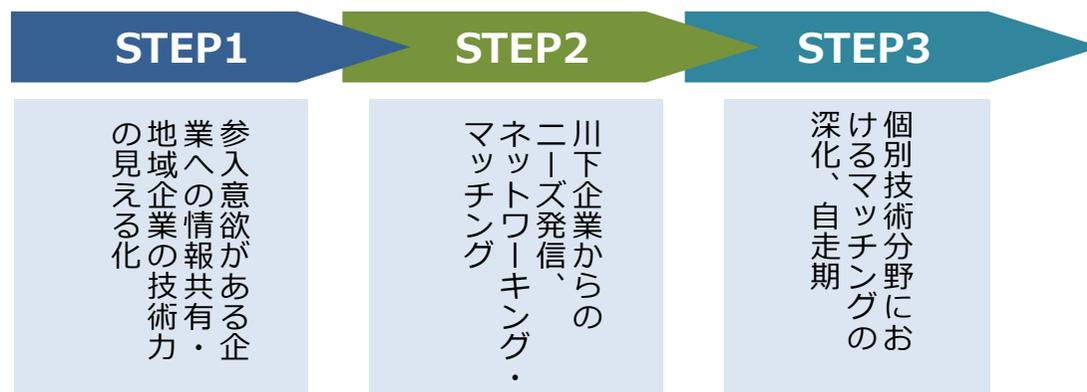 STEP1
STEP2
STEP3
参入意欲がある企
業への情報共有・
地域企業の技術力
の見える化
川下企業からの
ニーズ発信、
ネットワーキング・
マッチング
個別技術分野にお
けるマッチングの
深化、自走期